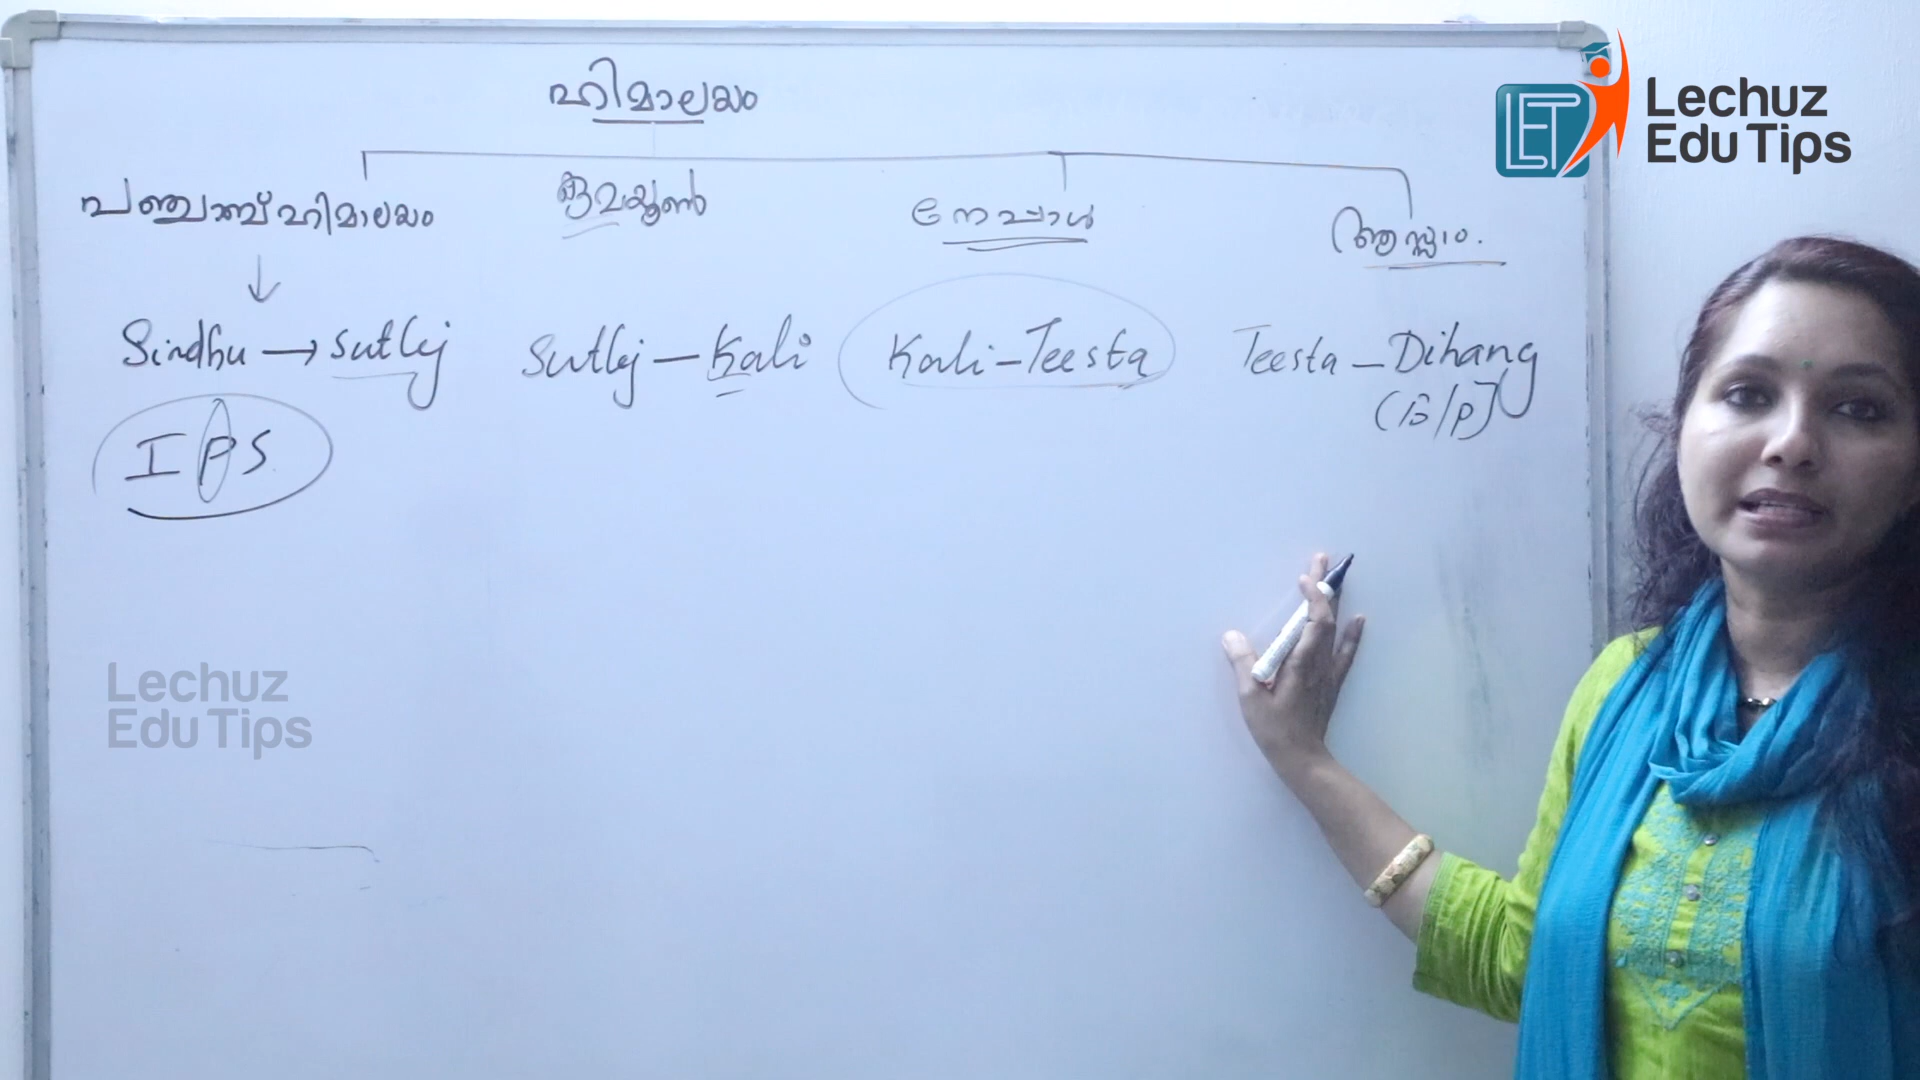 ഹിമാലയം
പഞ്ചാബ് ഹിമാലയം
കുമയൂൺ
നേപ്പാൾ
ആസ്സാം.
Sindhu → Sutlej
Sutlej – Kali
Kali – Teesta
Teesta – Dihang
(B/P)
IPS
Lechuz
Edu Tips
LET
Lechuz
Edu Tips